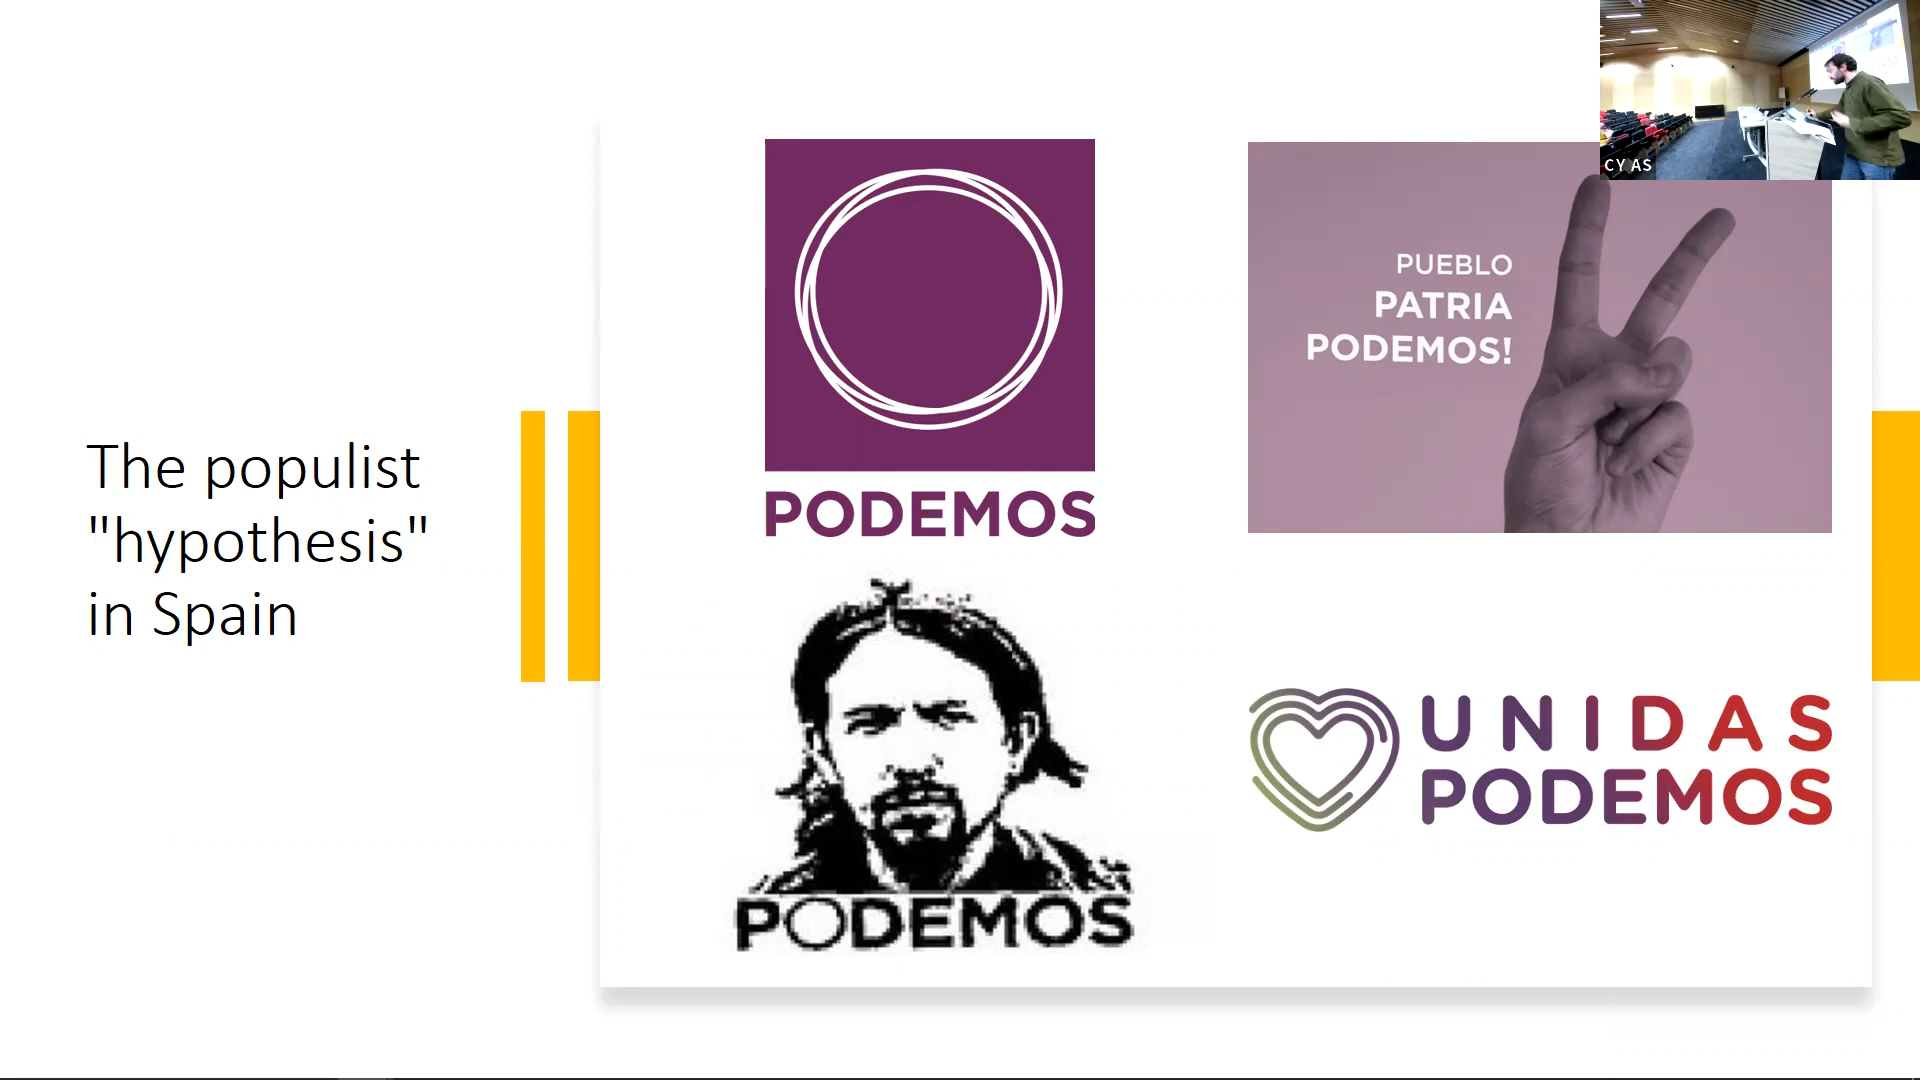 The populist
"hypothesis"
in Spain
PODEMOS
PUEBLO
PATRIA
PODEMOS!
PODEMOS
UNIDAS
PODEMOS
CY AS